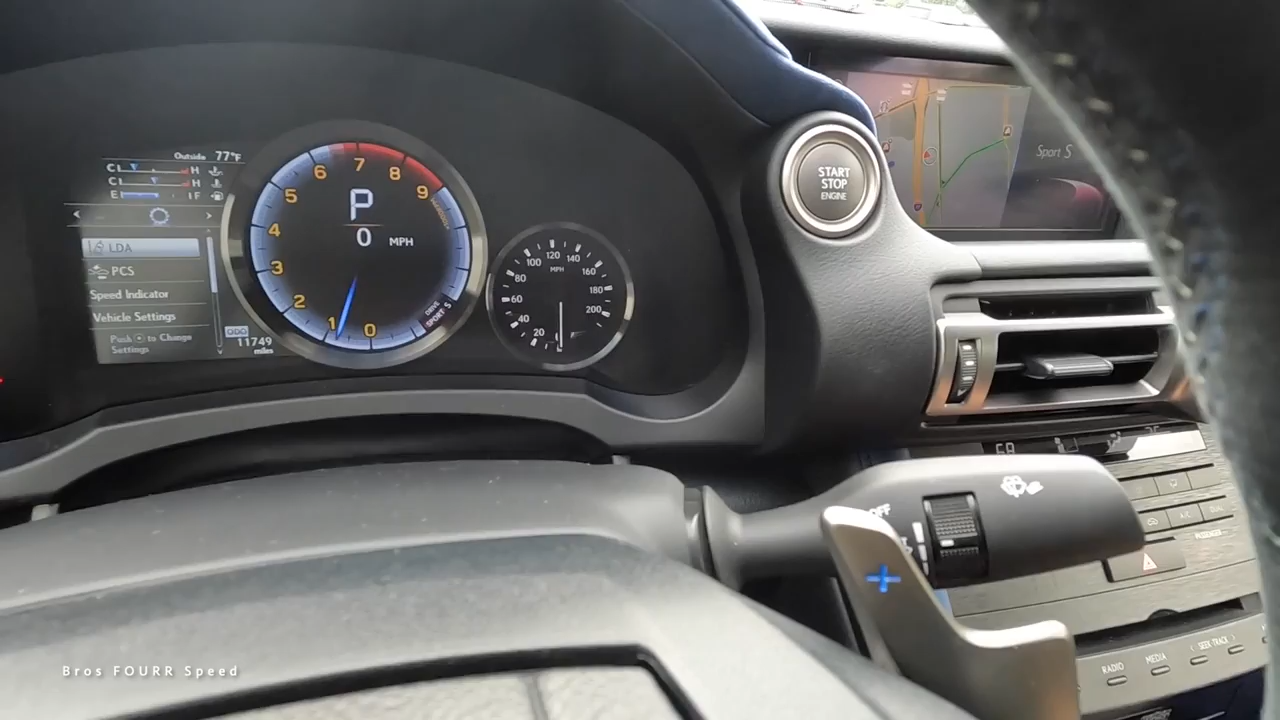 Outside 77°F
C H
C H
E F
LDA
PCS
Speed Indicator
Vehicle Settings
Push to Change
Settings
11749
miles
0 1 2 3 4 5 6 7 8 9
P
0 MPH
DRIVE
SPORT S
20 40 60 80 100 120 140 160 180 200
MPH
START
STOP
ENGINE
Sport S
OFF
+
PASSENGER
RADIO
MEDIA
< SEEK TRACK >
Bros FOURR Speed